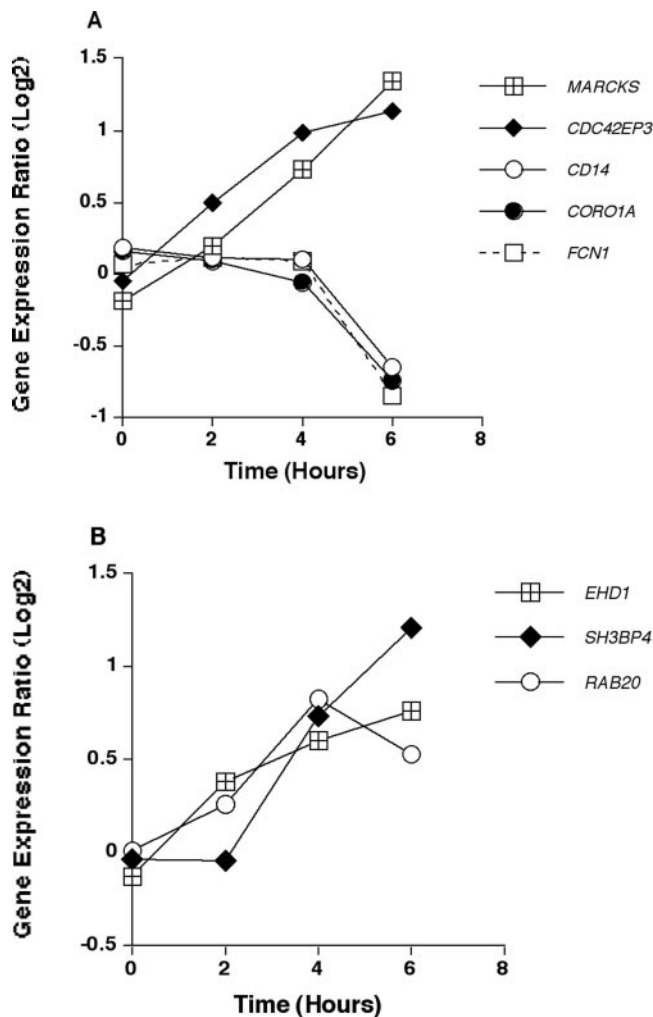 A
Gene Expression Ratio (Log2)
1.5
1
0.5
0
-0.5
-1
0 2 4 6 8
Time (Hours)
MARCKS
CDC42EP3
CD14
CORO1A
FCN1
B
Gene Expression Ratio (Log2)
1.5
1
0.5
0
-0.5
0 2 4 6 8
Time (Hours)
EHD1
SH3BP4
RAB20